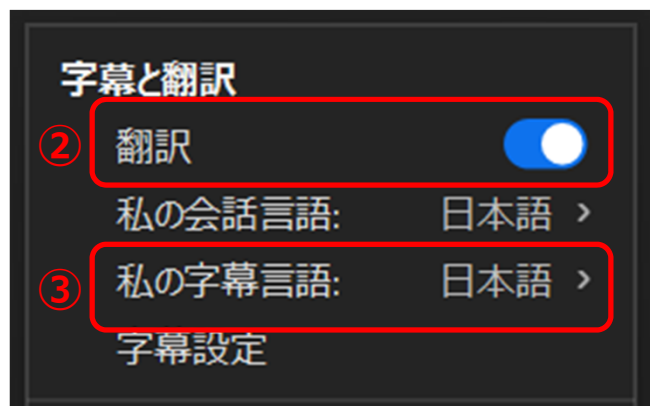 字幕と翻訳
② 翻訳
私の会話言語: 日本語 >
③ 私の字幕言語: 日本語 >
字幕設定